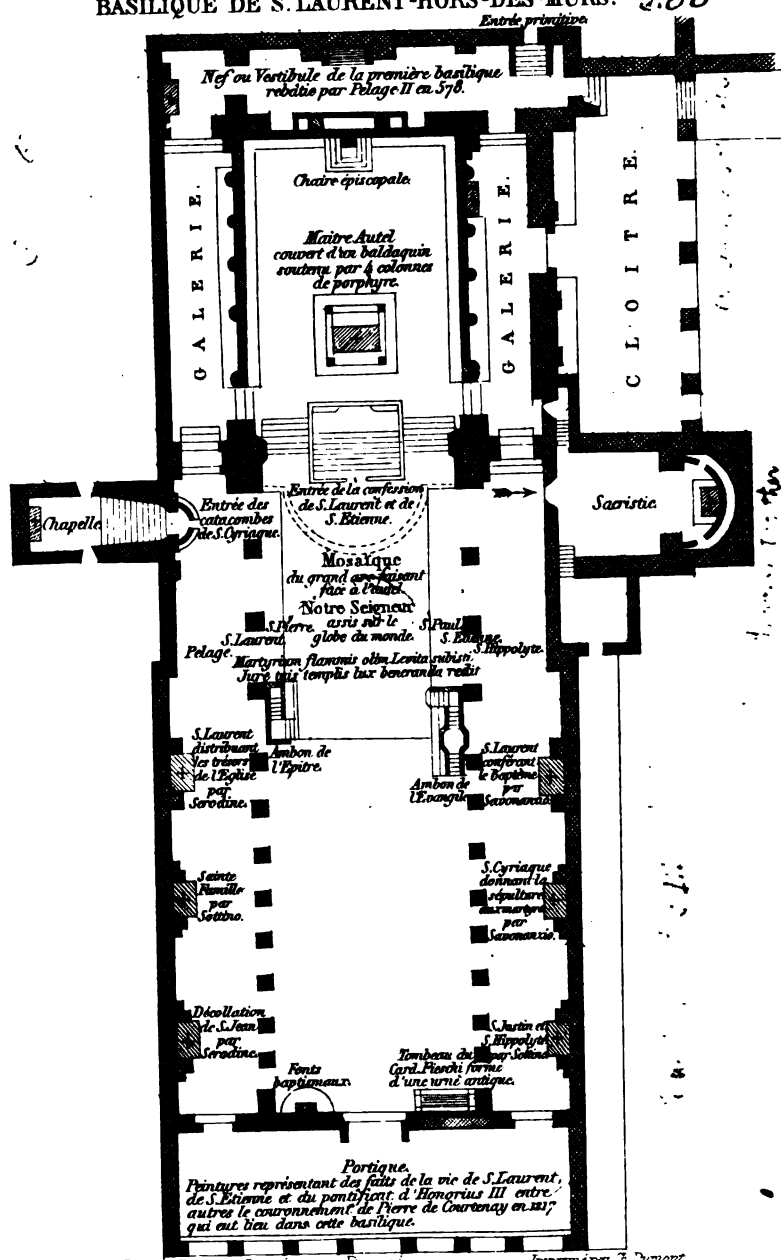 BASILIQUE DE S. LAURENT-HORS-DES-MURS.
Entrée primitive.
Nef ou Vestibule de la première basilique
rebâtie par Pelage II en 578.
Chaire épiscopale.
GALERIE.
Maitre Autel
couvert d'un baldaquin
soutenu par 4 colonnes
de porphyre.
GALERIE.
CLOITRE.
Chapelle
Entrée des
catacombes
de S. Cyriaque.
Entrée de la confession
de S. Laurent et de
S. Etienne.
Sacristie.
Mosaïque
du grand arc faisant
face à l'autel.
Notre Seigneur
assis sur le
globe du monde.
S. Pierre.
S. Laurent.
Pelage.
S. Paul.
S. Etienne.
S. Hippolyte.
Martyrium flammis olim Levita subisti
Jure tuis templis lux beneranda redit
S. Laurent
distribuant
les trésors
de l'Eglise
par
Serodine.
Ambon de
l'Epitre.
Ambon de
l'Evangile
S. Laurent
conférant
le baptême
par
Savonanzio
Sainte
Famille
par
Sottino.
S. Cyriaque
donnant la
sépulture
aux martyrs
par
Savonanzio.
Décollation
de S. Jean
par
Serodine.
S. Justin et
S. Hippolyte
par Sottino
Fonts
baptismaux.
Tombeau du
Card. Fieschi formé
d'une urne antique.
Portique.
Peintures représentant des faits de la vie de S. Laurent,
de S. Etienne et du pontificat d'Honorius III entre
autres le couronnement de Pierre de Courtenay en 1217
qui eut lieu dans cette basilique.